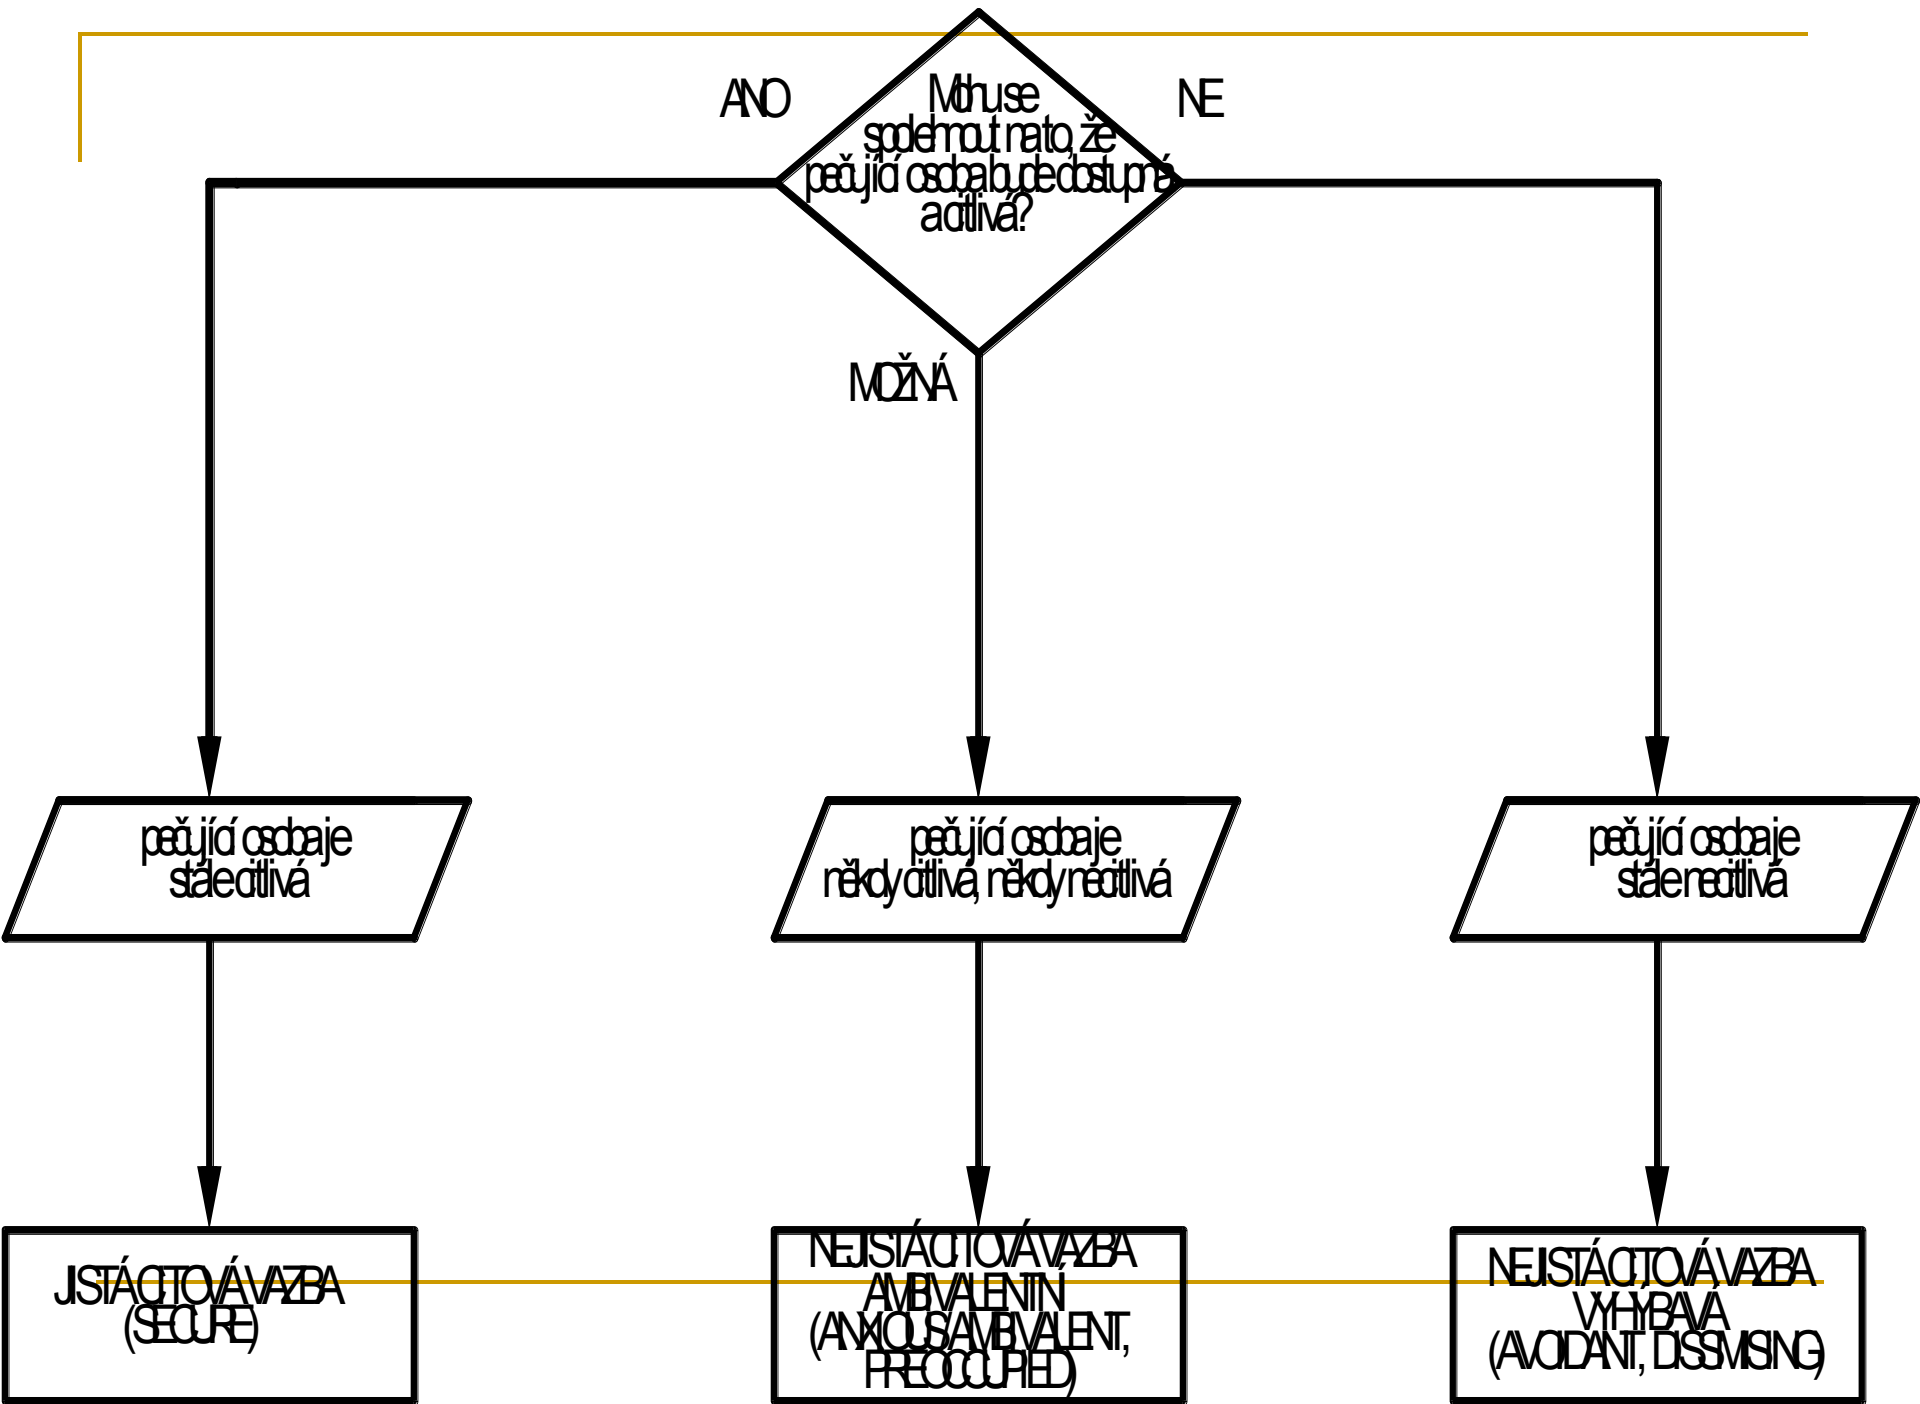 ANO
Mohu se
NE
spolehnout na to, že
pečující osoba bude dostupná
a citlivá?
MOŽNÁ
pečující osoba je
stále citlivá
pečující osoba je
někdy citlivá, někdy necitlivá
pečující osoba je
stále necitlivá
JISTÁ CITOVÁ VAZBA
(SECURE)
NEJISTÁ CITOVÁ VAZBA
AMBIVALENTNÍ
(ANXIOUS/AMBIVALENT,
PREOCCUPIED)
NEJISTÁ CITOVÁ VAZBA
VYHÝBAVÁ
(AVOIDANT, DISSMISING)